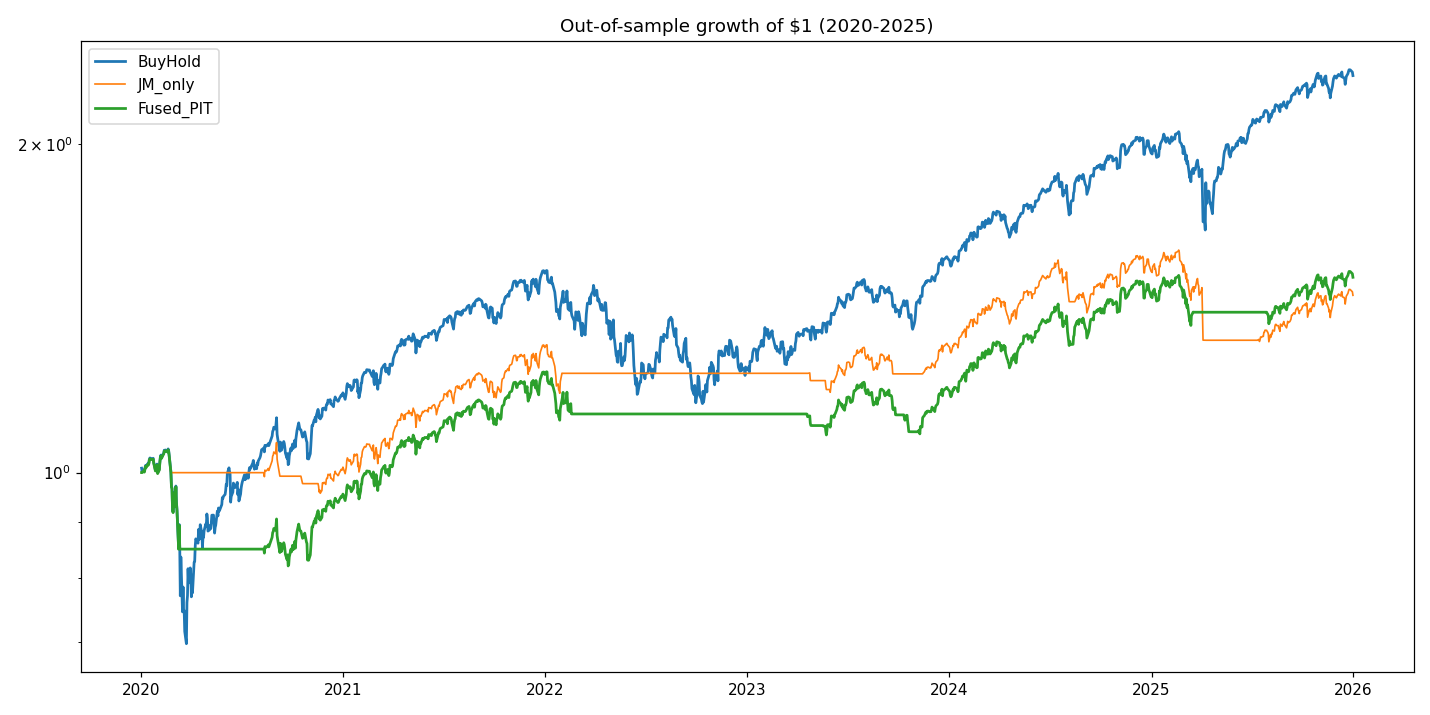 Out-of-sample growth of $1 (2020-2025)
BuyHold
JM_only
Fused_PIT
2 × 10⁰
10⁰
2020 2021 2022 2023 2024 2025 2026